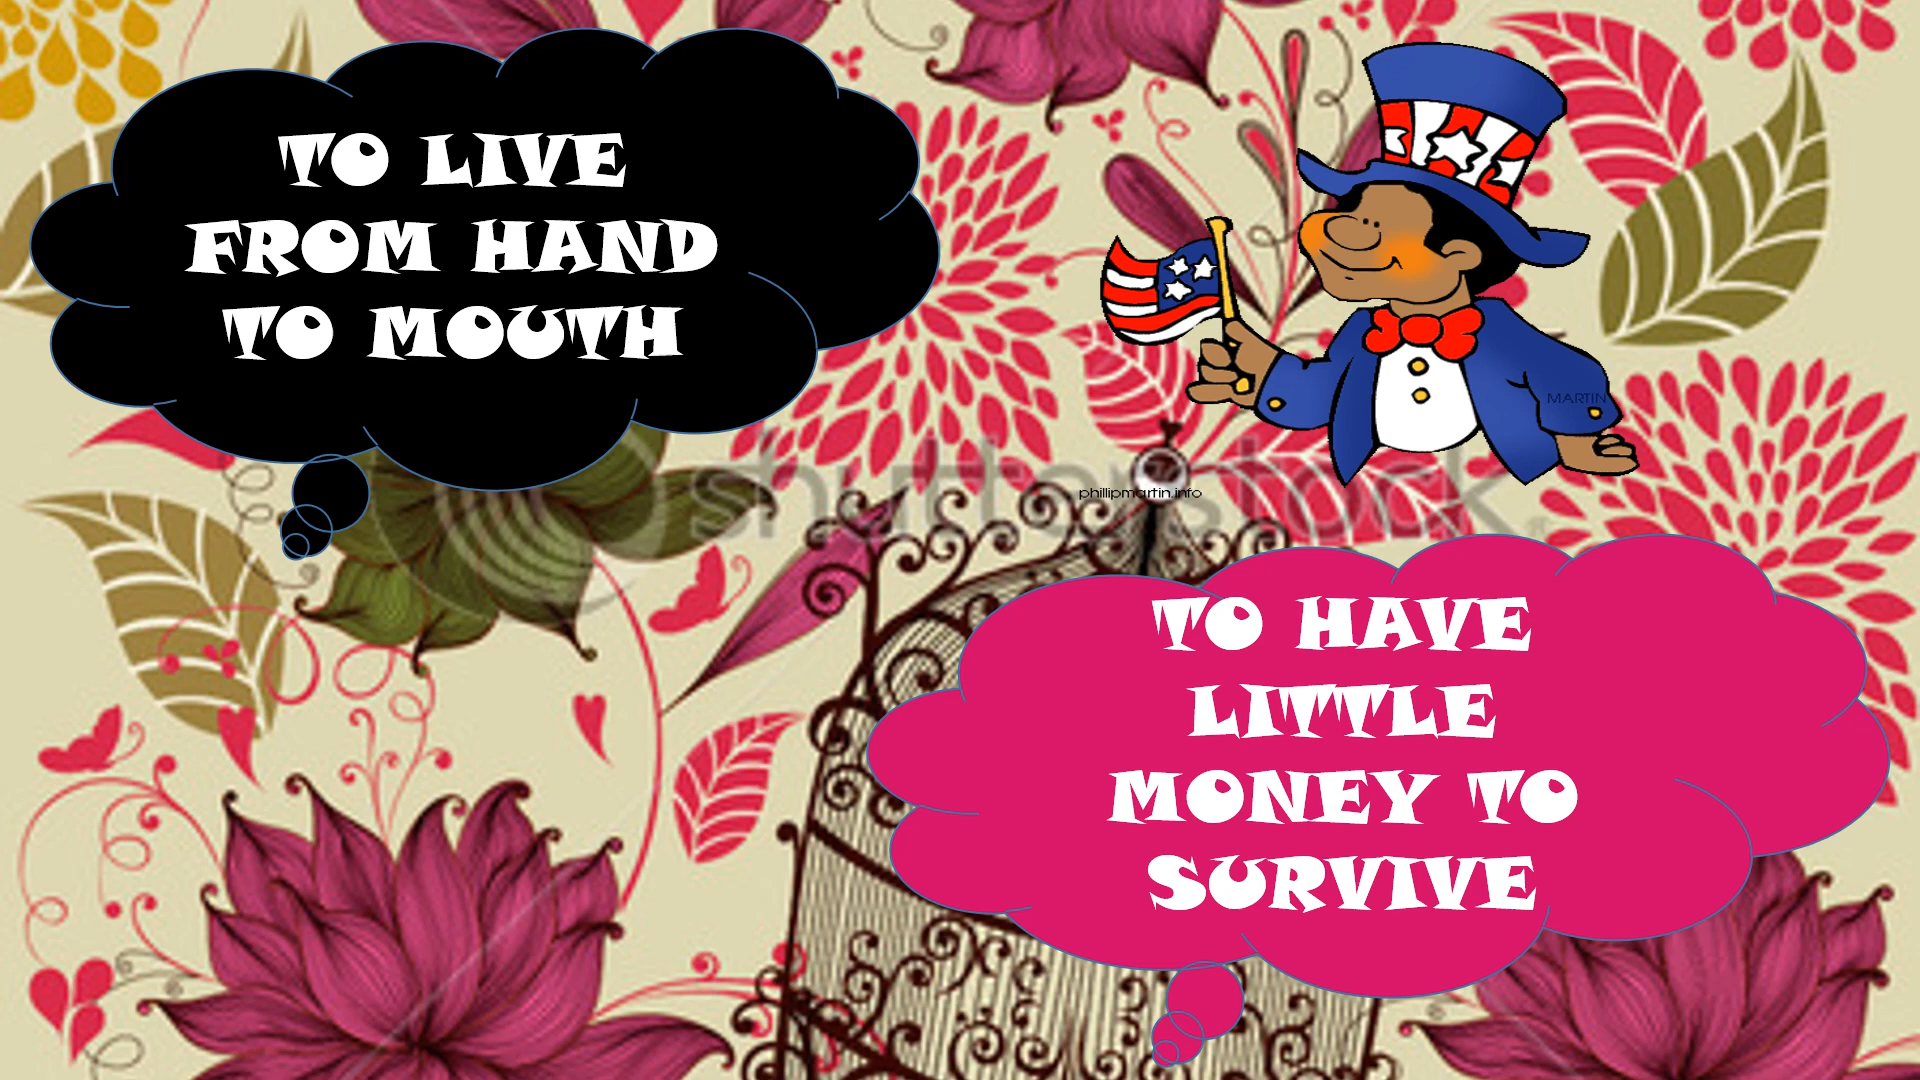 TO LIVE
FROM HAND
TO MOUTH
MARTIN
shutterstock
phillipmartin.info
TO HAVE
LITTLE
MONEY TO
SURVIVE